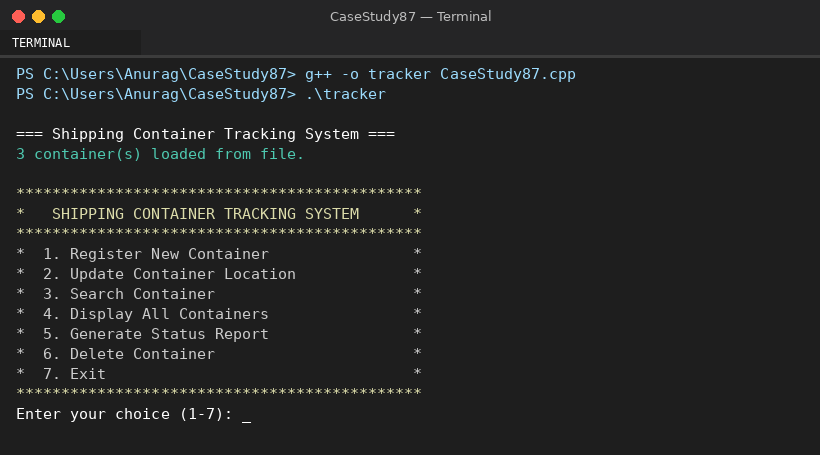 CaseStudy87 — Terminal
TERMINAL
PS C:\Users\Anurag\CaseStudy87> g++ -o tracker CaseStudy87.cpp
PS C:\Users\Anurag\CaseStudy87> .\tracker
=== Shipping Container Tracking System ===
3 container(s) loaded from file.
*********************************************
*   SHIPPING CONTAINER TRACKING SYSTEM      *
*********************************************
*  1. Register New Container                *
*  2. Update Container Location             *
*  3. Search Container                      *
*  4. Display All Containers                *
*  5. Generate Status Report                *
*  6. Delete Container                      *
*  7. Exit                                  *
*********************************************
Enter your choice (1-7): _